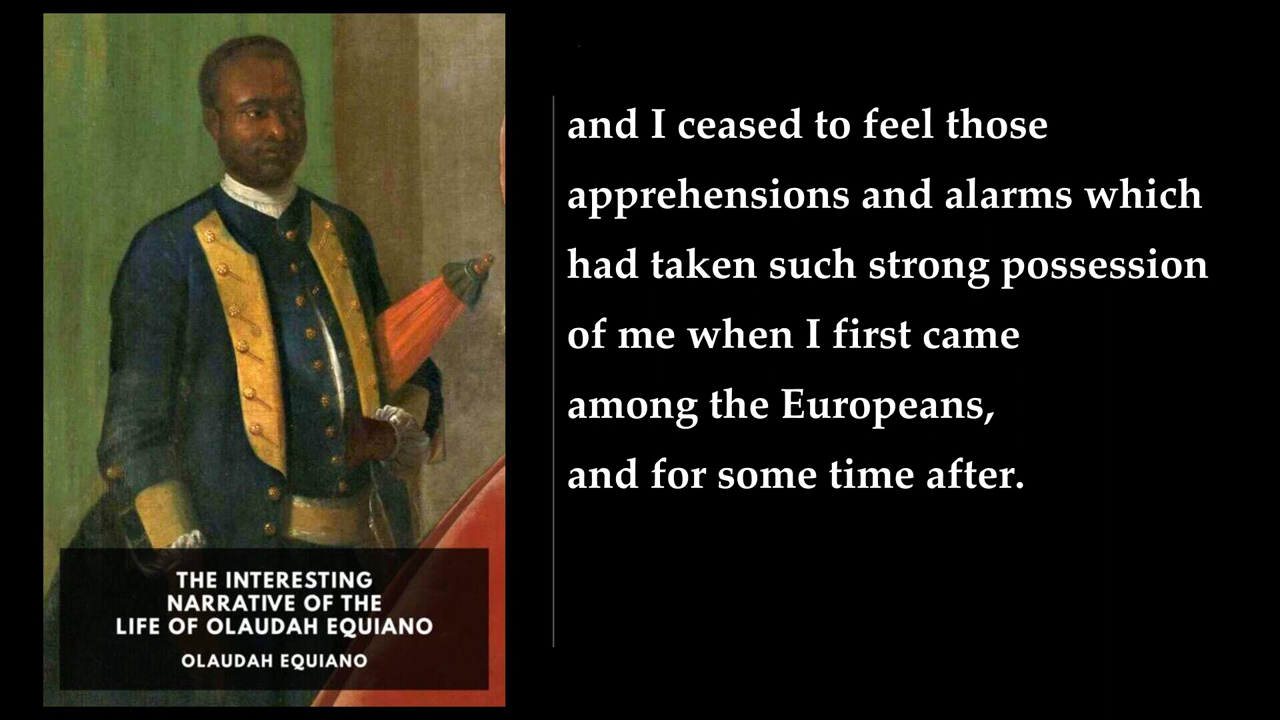 THE INTERESTING
NARRATIVE OF THE
LIFE OF OLAUDAH EQUIANO
OLAUDAH EQUIANO
and I ceased to feel those
apprehensions and alarms which
had taken such strong possession
of me when I first came
among the Europeans,
and for some time after.